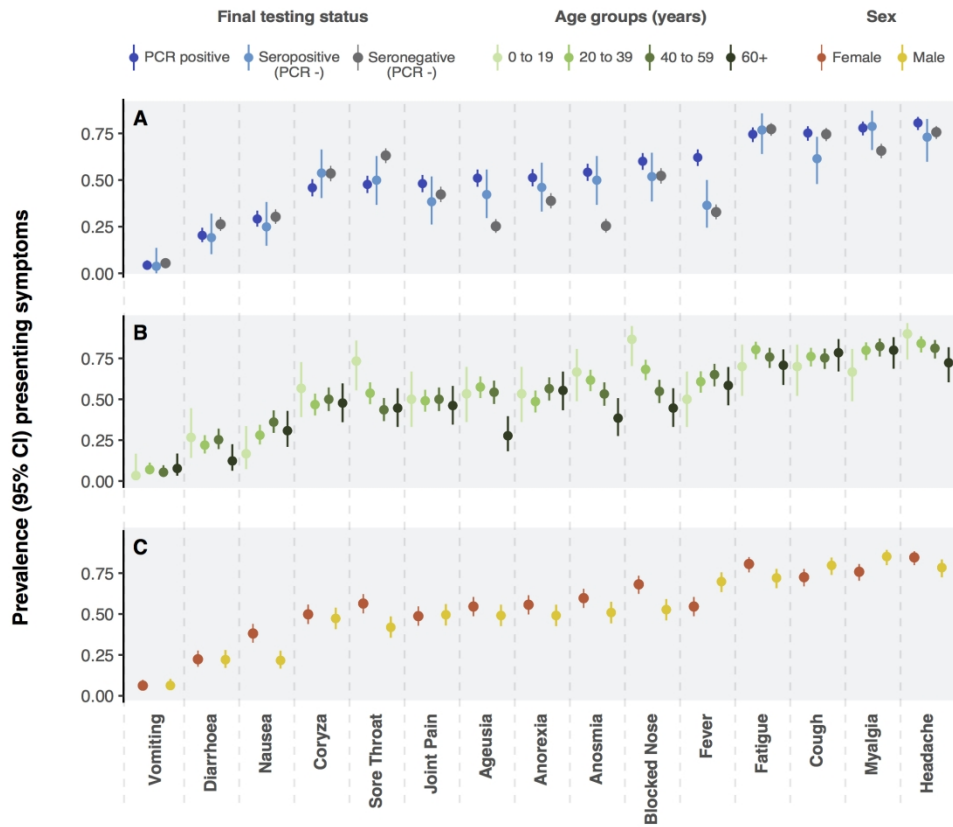 Final testing status
Age groups (years)
Sex
PCR positive
Seropositive
(PCR -)
Seronegative
(PCR -)
0 to 19
20 to 39
40 to 59
60+
Female
Male
Prevalence (95% CI) presenting symptoms
A
0.75
0.50
0.25
0.00
B
0.75
0.50
0.25
0.00
C
0.75
0.50
0.25
0.00
Vomiting
Diarrhoea
Nausea
Coryza
Sore Throat
Joint Pain
Ageusia
Anorexia
Anosmia
Blocked Nose
Fever
Fatigue
Cough
Myalgia
Headache